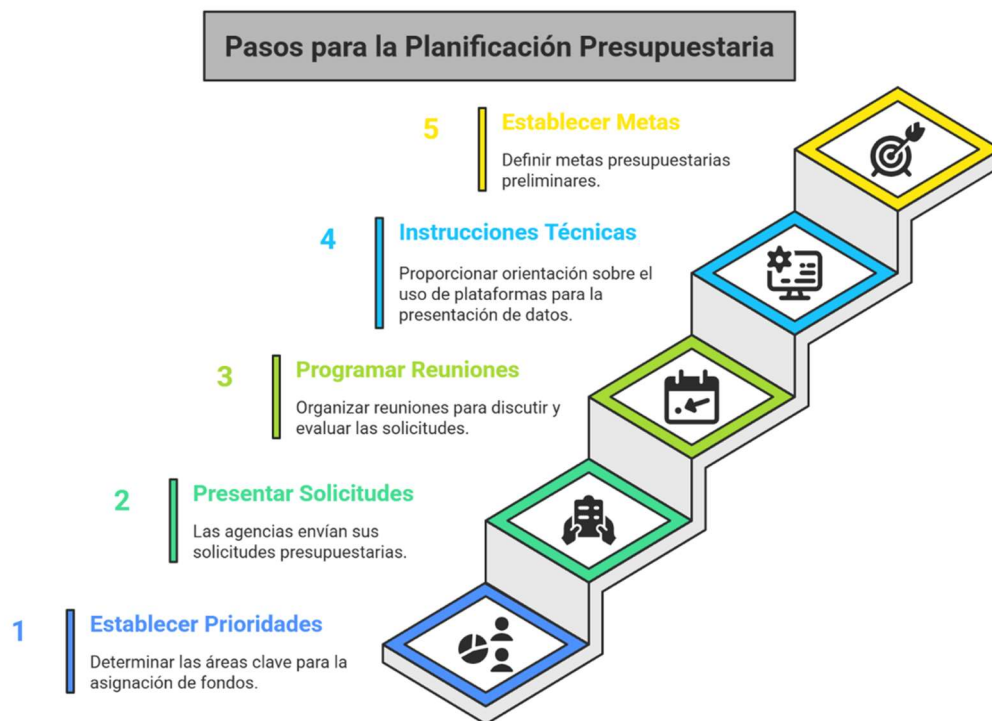 Pasos para la Planificación Presupuestaria
5
Establecer Metas
Definir metas presupuestarias
preliminares.
4
Instrucciones Técnicas
Proporcionar orientación sobre el
uso de plataformas para la
presentación de datos.
3
Programar Reuniones
Organizar reuniones para discutir y
evaluar las solicitudes.
2
Presentar Solicitudes
Las agencias envían sus
solicitudes presupuestarias.
1
Establecer Prioridades
Determinar las áreas clave para la
asignación de fondos.